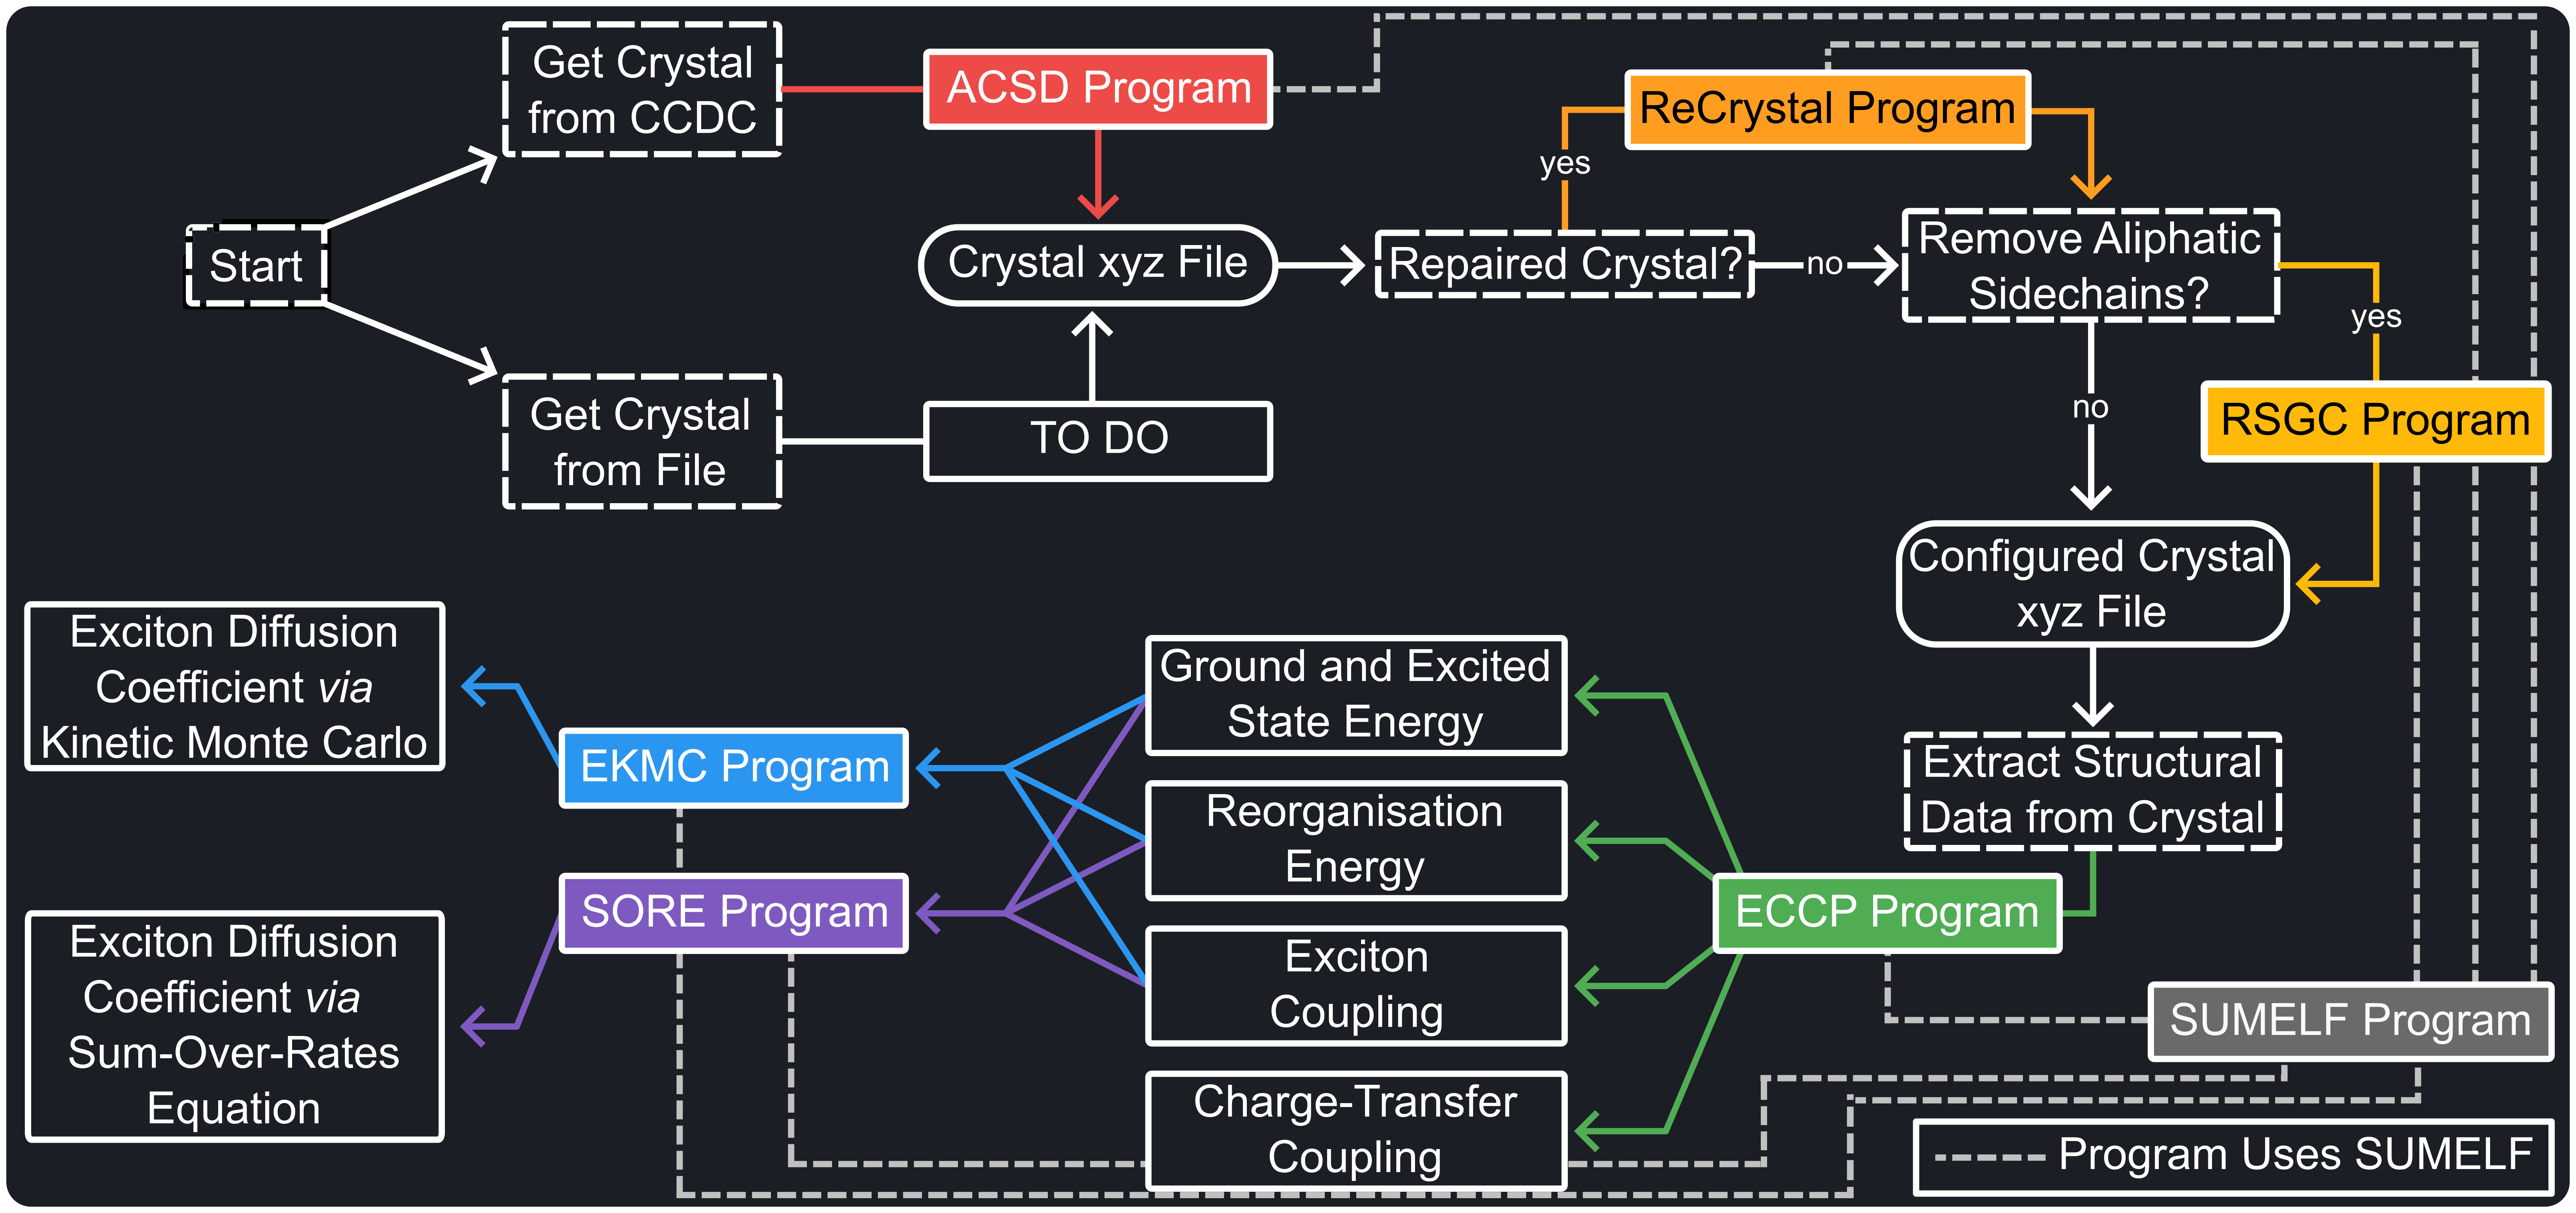 Get Crystal
from CCDC
ACSD Program
ReCrystal Program
yes
Start
Crystal xyz File
Repaired Crystal?
no
Remove Aliphatic
Sidechains?
yes
Get Crystal
from File
TO DO
no
RSGC Program
Configured Crystal
xyz File
Exciton Diffusion
Coefficient via
Kinetic Monte Carlo
EKMC Program
Ground and Excited
State Energy
Extract Structural
Data from Crystal
Reorganisation
Energy
SORE Program
ECCP Program
Exciton Diffusion
Coefficient via
Sum-Over-Rates
Equation
Exciton
Coupling
SUMELF Program
Charge-Transfer
Coupling
Program Uses SUMELF